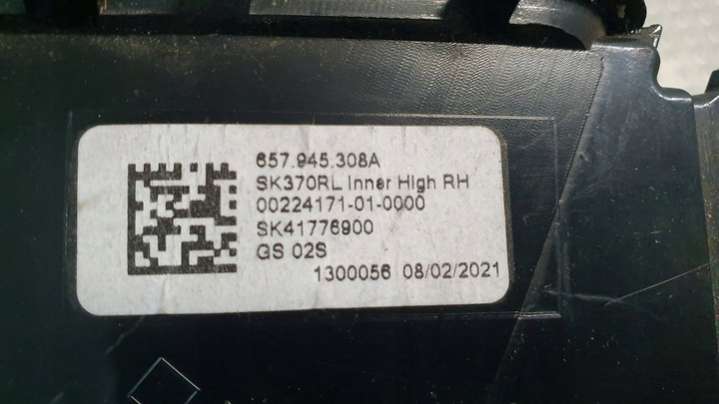 657.945.308A
SK370RL Inner High RH
00224171-01-0000
SK41776900
GS 02S
1300056 08/02/2021